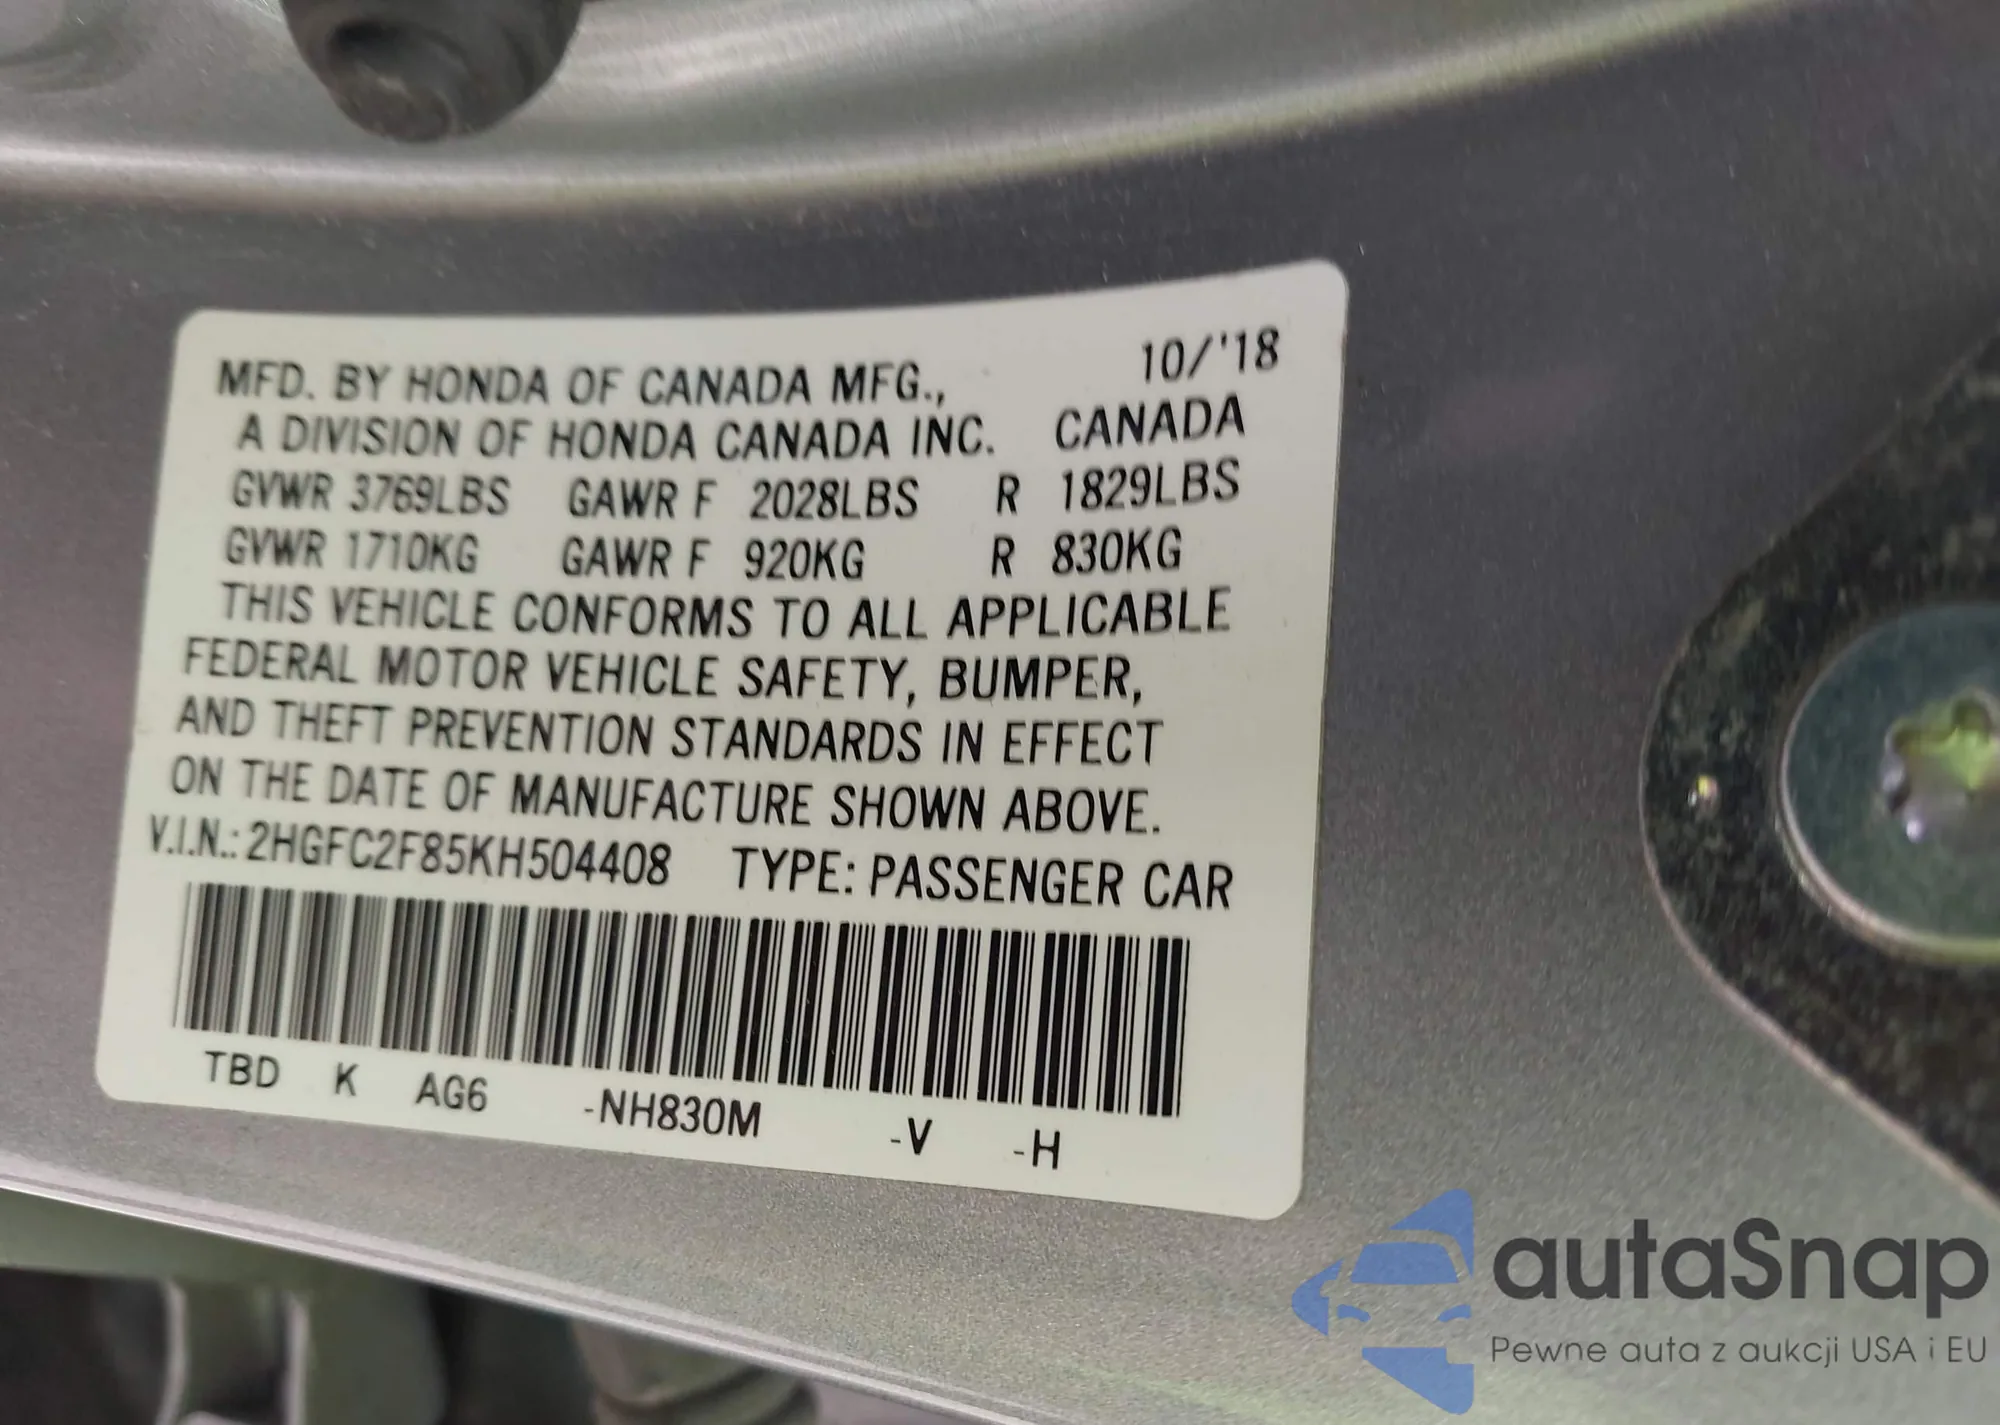 MFD. BY HONDA OF CANADA MFG., 10/'18
A DIVISION OF HONDA CANADA INC. CANADA
GVWR 3769LBS GAWR F 2028LBS R 1829LBS
GVWR 1710KG GAWR F 920KG R 830KG
THIS VEHICLE CONFORMS TO ALL APPLICABLE
FEDERAL MOTOR VEHICLE SAFETY, BUMPER,
AND THEFT PREVENTION STANDARDS IN EFFECT
ON THE DATE OF MANUFACTURE SHOWN ABOVE.
V.I.N.: 2HGFC2F85KH504408 TYPE: PASSENGER CAR
TBD K AG6 -NH830M -V -H
autaSnap
Pewne auta z aukcji USA i EU